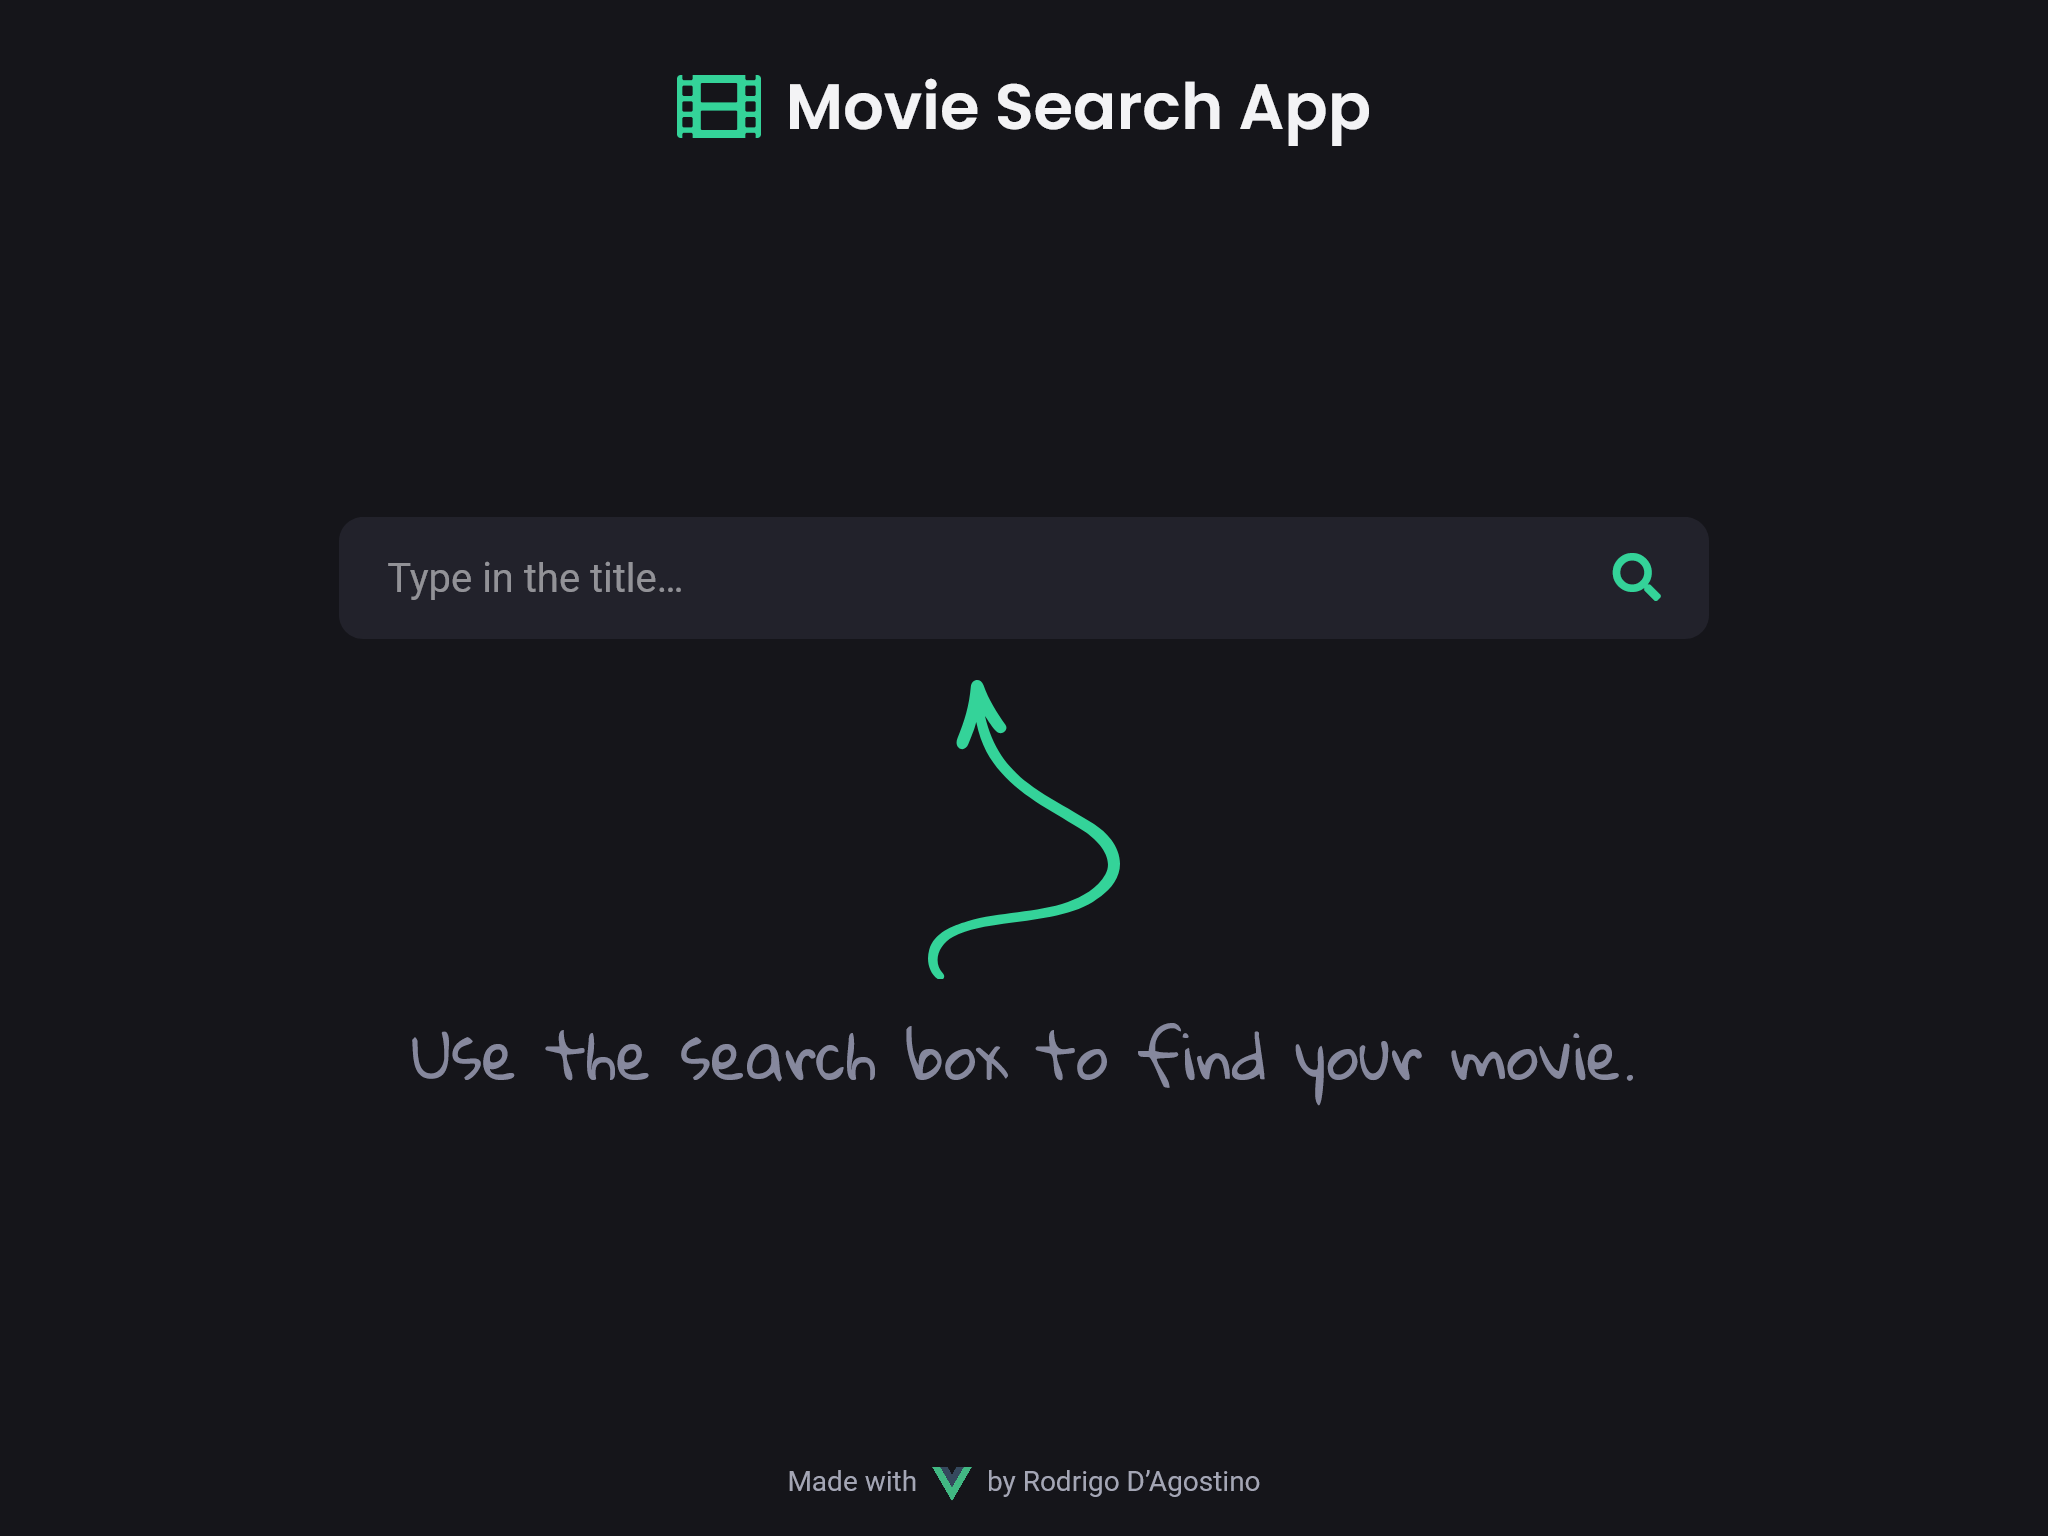 Movie Search App
Type in the title...
Use the search box to find your movie.
Made with by Rodrigo D’Agostino